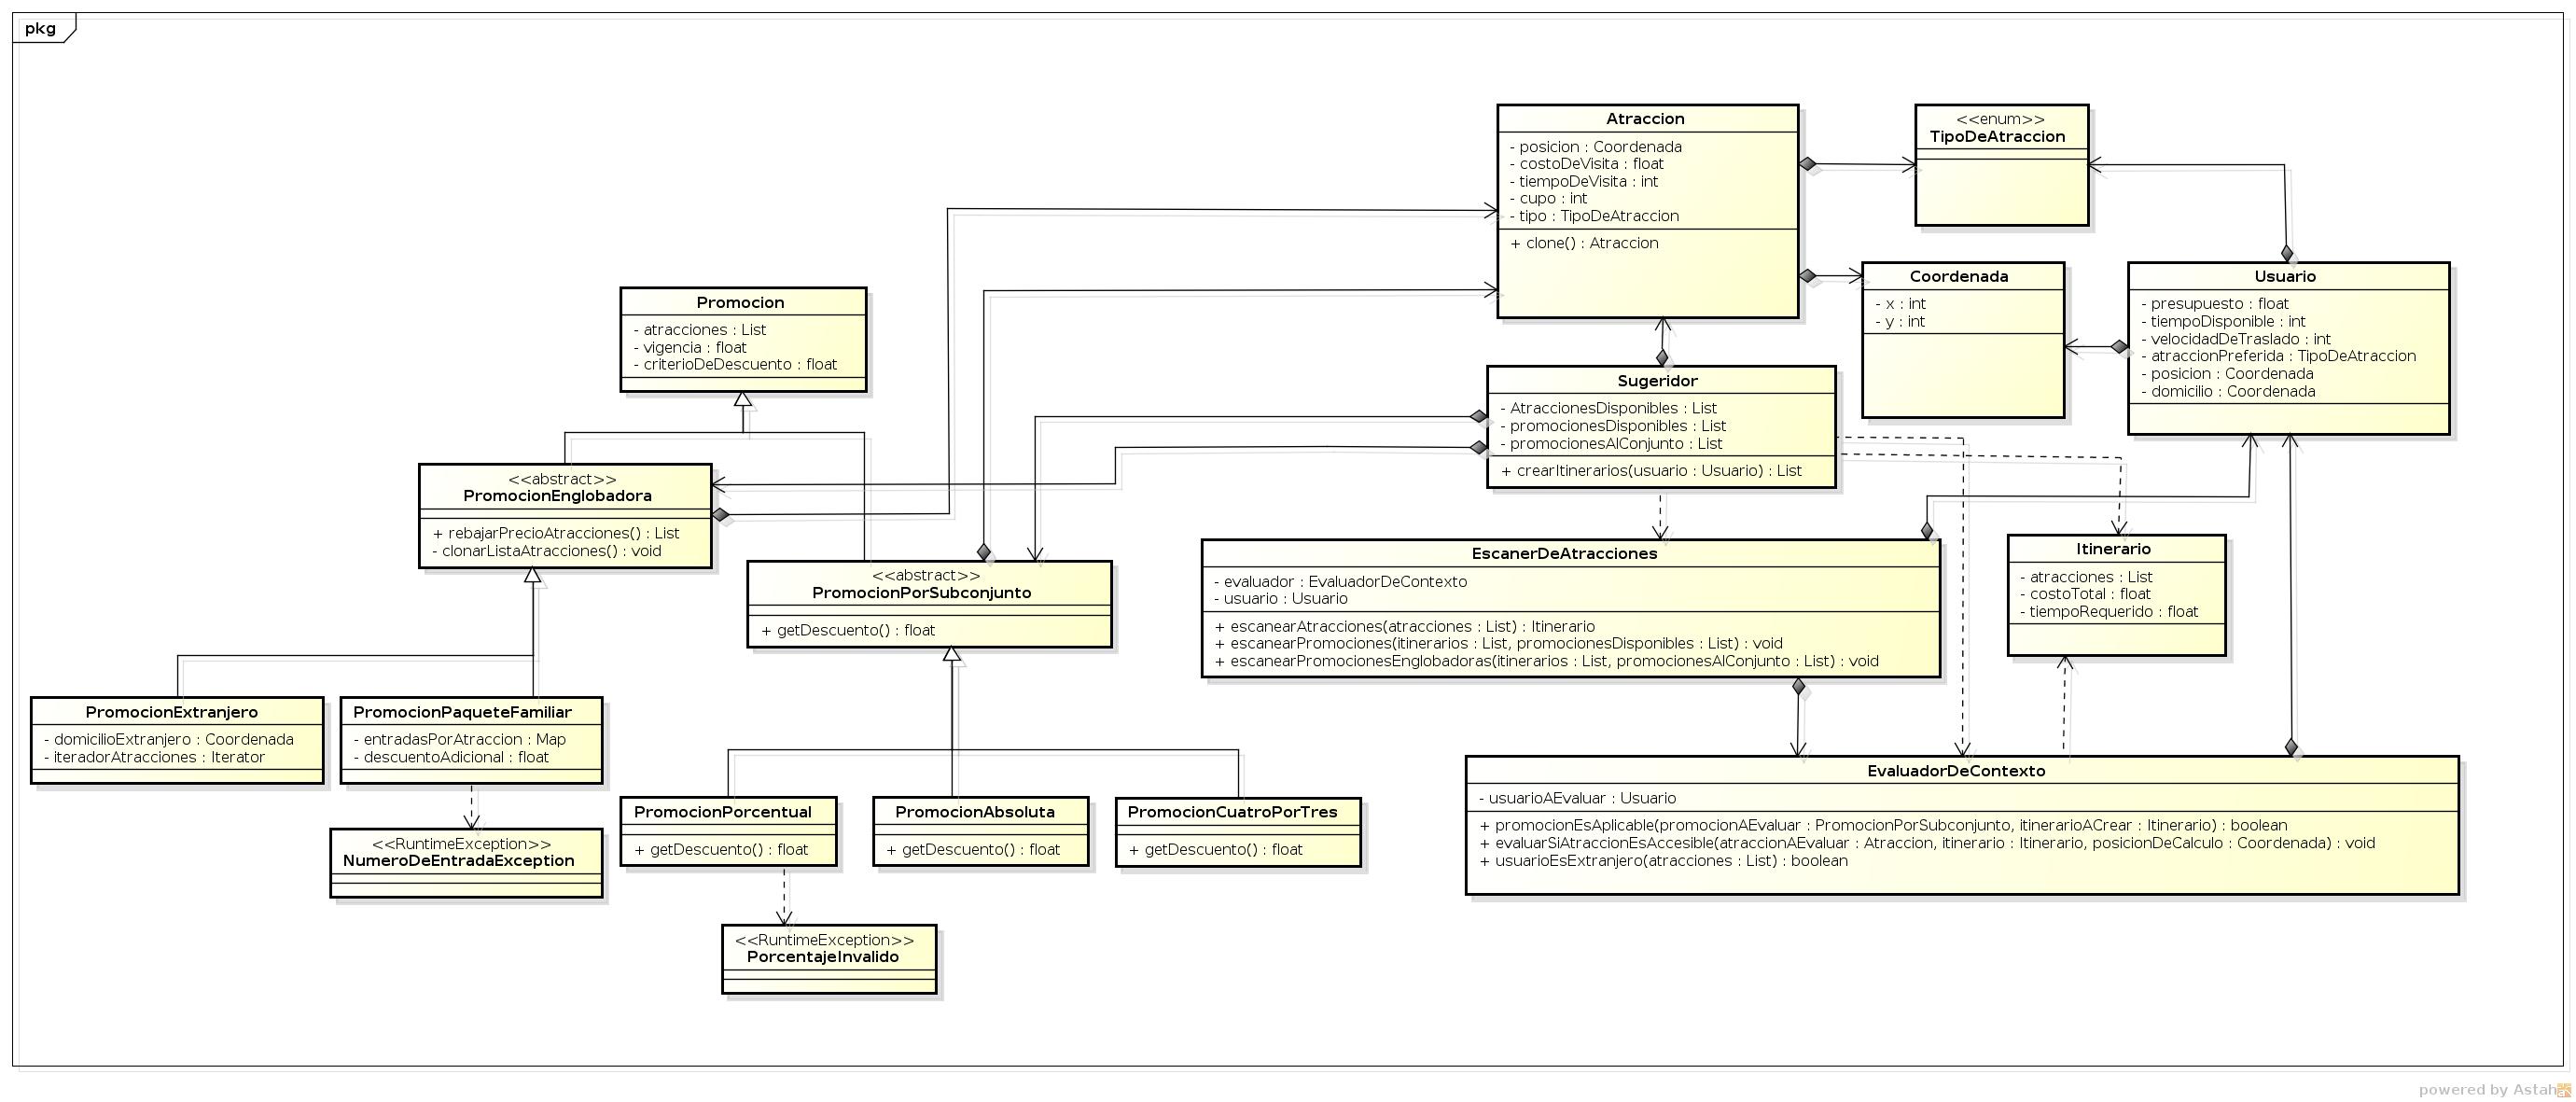 pkg
Atraccion
- posicion : Coordenada
- costoDeVisita : float
- tiempoDeVisita : int
- cupo : int
- tipo : TipoDeAtraccion
+ clone() : Atraccion
<<enum>>
TipoDeAtraccion
Coordenada
- x : int
- y : int
Usuario
- presupuesto : float
- tiempoDisponible : int
- velocidadDeTraslado : int
- atraccionPreferida : TipoDeAtraccion
- posicion : Coordenada
- domicilio : Coordenada
Promocion
- atracciones : List
- vigencia : float
- criterioDeDescuento : float
Sugeridor
- AtraccionesDisponibles : List
- promocionesDisponibles : List
- promocionesAlConjunto : List
+ crearItinerarios(usuario : Usuario) : List
<<abstract>>
PromocionEnglobadora
+ rebajarPrecioAtracciones() : List
- clonarListaAtracciones() : void
<<abstract>>
PromocionPorSubconjunto
+ getDescuento() : float
EscanerDeAtracciones
- evaluador : EvaluadorDeContexto
- usuario : Usuario
+ escanearAtracciones(atracciones : List) : Itinerario
+ escanearPromociones(itinerarios : List, promocionesDisponibles : List) : void
+ escanearPromocionesEnglobadoras(itinerarios : List, promocionesAlConjunto : List) : void
Itinerario
- atracciones : List
- costoTotal : float
- tiempoRequerido : float
PromocionExtranjero
- domicilioExtranjero : Coordenada
- iteradorAtracciones : Iterator
PromocionPaqueteFamiliar
- entradasPorAtraccion : Map
- descuentoAdicional : float
<<RuntimeException>>
NumeroDeEntradaException
PromocionPorcentual
+ getDescuento() : float
PromocionAbsoluta
+ getDescuento() : float
PromocionCuatroPorTres
+ getDescuento() : float
<<RuntimeException>>
PorcentajeInvalido
EvaluadorDeContexto
- usuarioAEvaluar : Usuario
+ promocionEsAplicable(promocionAEvaluar : PromocionPorSubconjunto, itinerarioACrear : Itinerario) : boolean
+ evaluarSiAtraccionEsAccesible(atraccionAEvaluar : Atraccion, itinerario : Itinerario, posicionDeCalculo : Coordenada) : void
+ usuarioEsExtranjero(atracciones : List) : boolean
powered by Astah